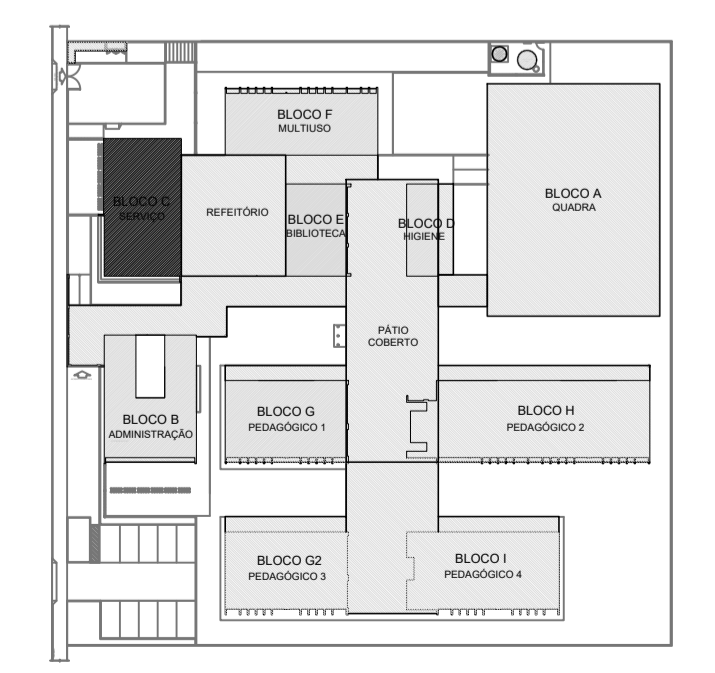 BLOCO F
MULTIUSO
BLOCO A
QUADRA
BLOCO C
SERVIÇO
REFEITÓRIO
BLOCO E
BIBLIOTECA
BLOCO D
HIGIENE
PÁTIO
COBERTO
BLOCO B
ADMINISTRAÇÃO
BLOCO G
PEDAGÓGICO 1
BLOCO H
PEDAGÓGICO 2
BLOCO G2
PEDAGÓGICO 3
BLOCO I
PEDAGÓGICO 4